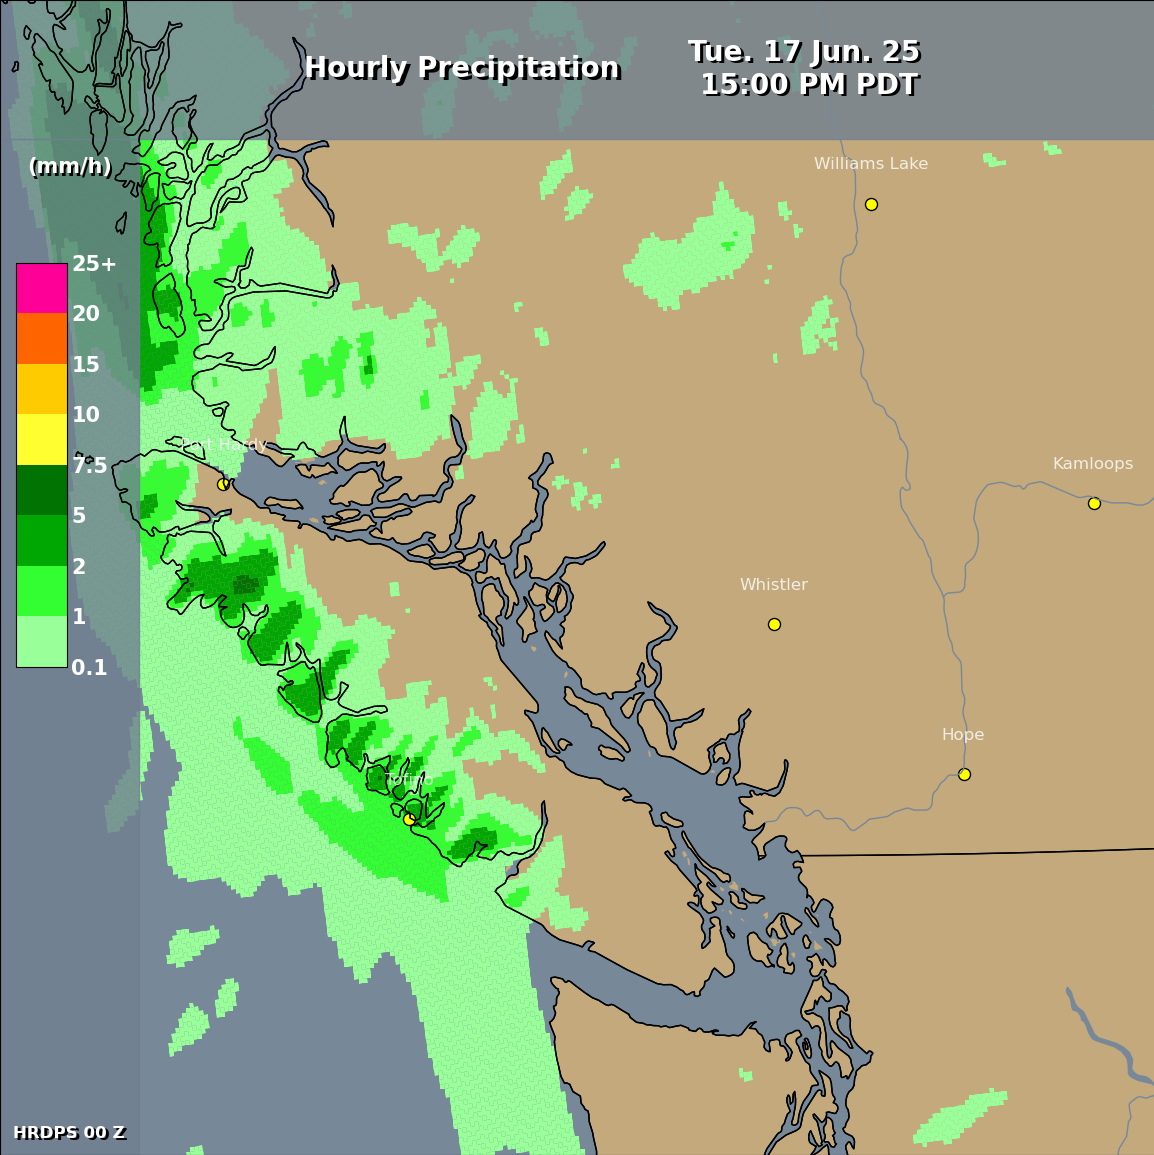 Hourly Precipitation
Tue. 17 Jun. 25
15:00 PM PDT
(mm/h)
Williams Lake
25+
20
15
10
7.5
5
2
1
0.1
Port Hardy
Kamloops
Whistler
Hope
Tofino
HRDPS 00 Z